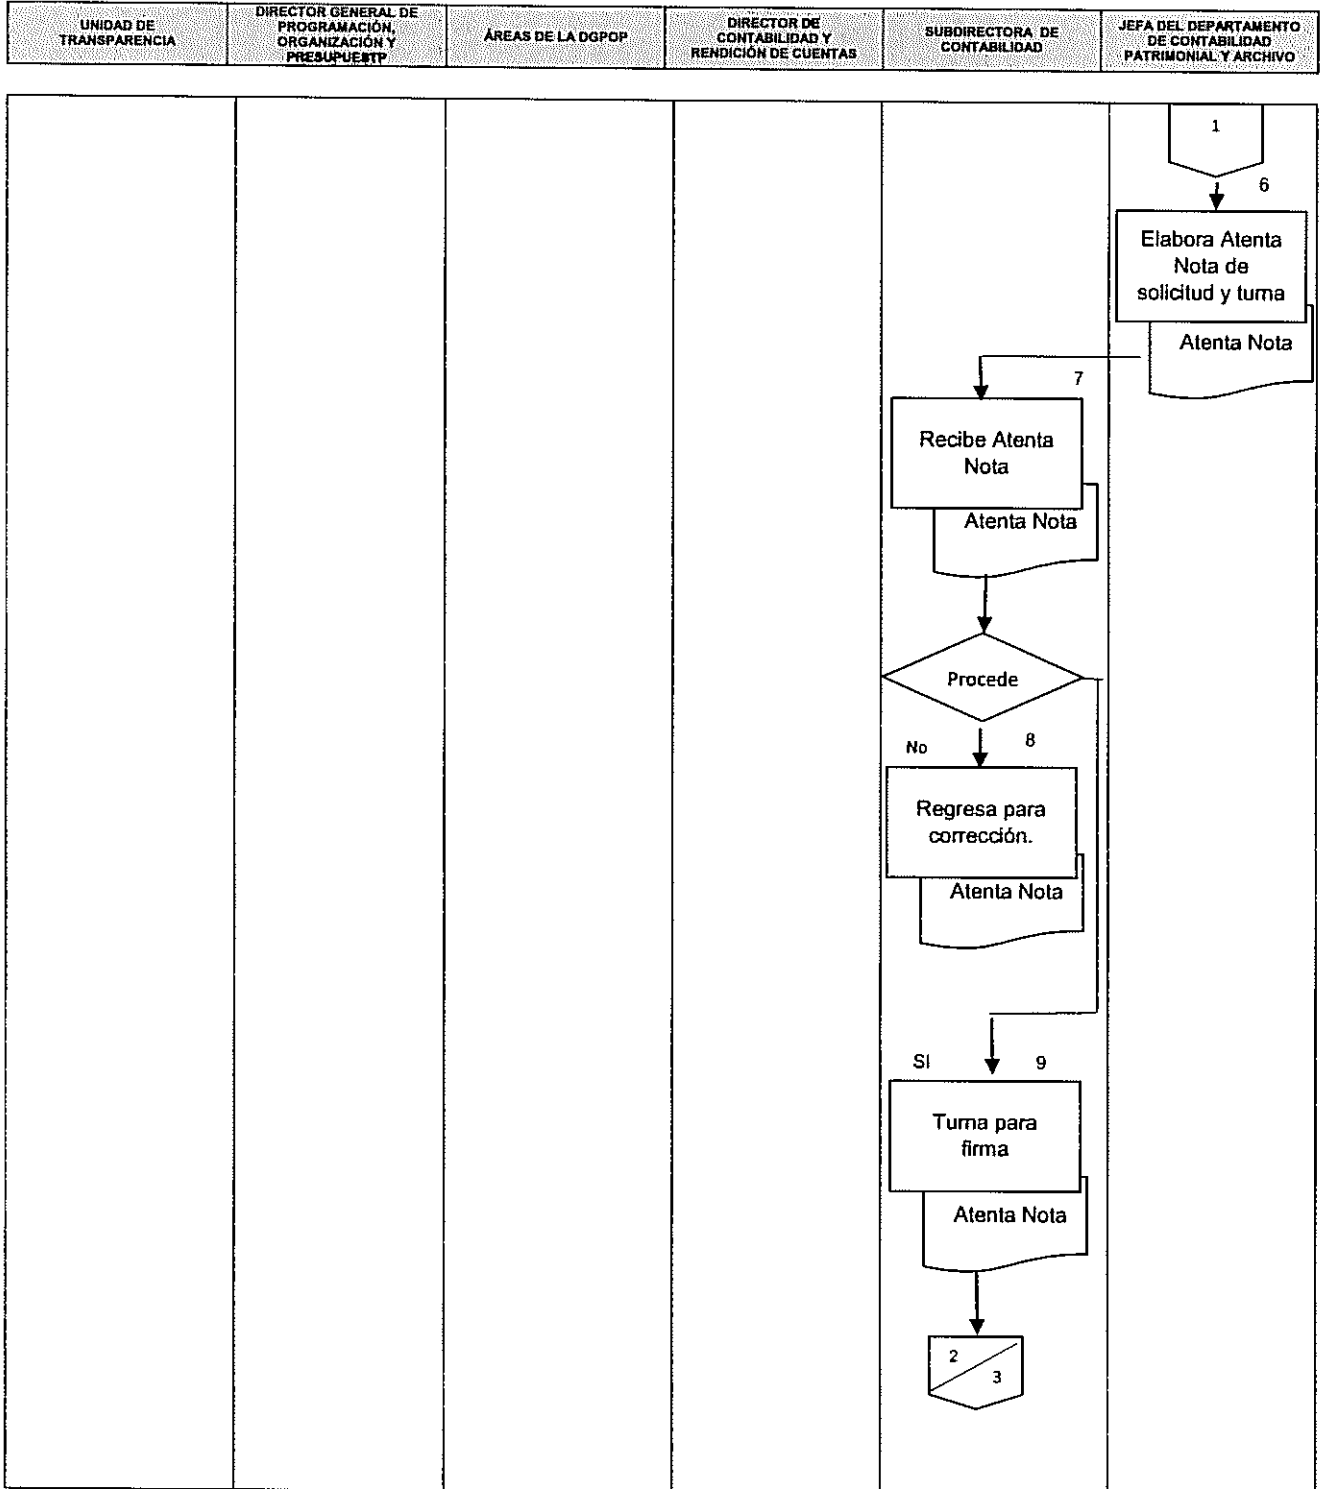 UNIDAD DE
TRANSPARENCIA
DIRECTOR GENERAL DE
PROGRAMACIÓN,
ORGANIZACIÓN Y
PRESUPUESTP
ÁREAS DE LA DGPOP
DIRECTOR DE
CONTABILIDAD Y
RENDICIÓN DE CUENTAS
SUBDIRECTORA DE
CONTABILIDAD
JEFA DEL DEPARTAMENTO
DE CONTABILIDAD
PATRIMONIAL Y ARCHIVO
1
6
Elabora Atenta
Nota de
solicitud y turna
Atenta Nota
7
Recibe Atenta
Nota
Atenta Nota
Procede
No
8
Regresa para
corrección.
Atenta Nota
SI
9
Turna para
firma
Atenta Nota
2
3